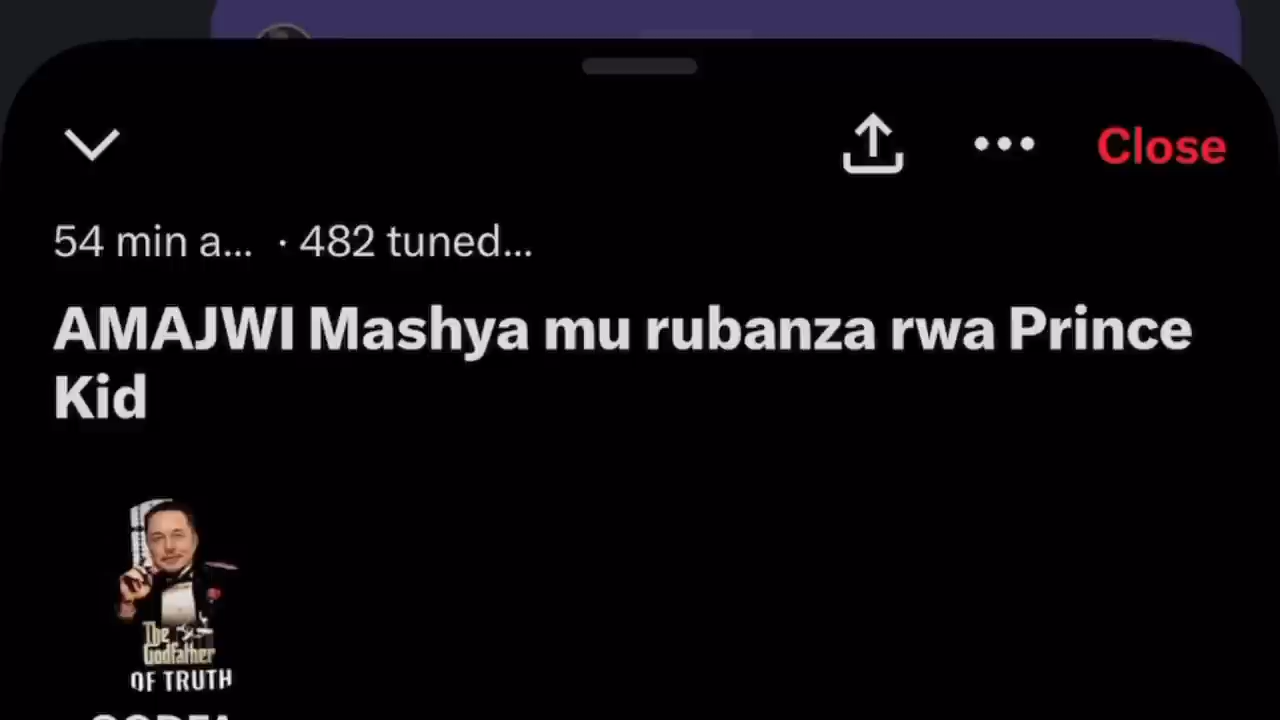 Close
54 min a... · 482 tuned...
AMAJWI Mashya mu rubanza rwa Prince
Kid
The
Godfather
OF TRUTH